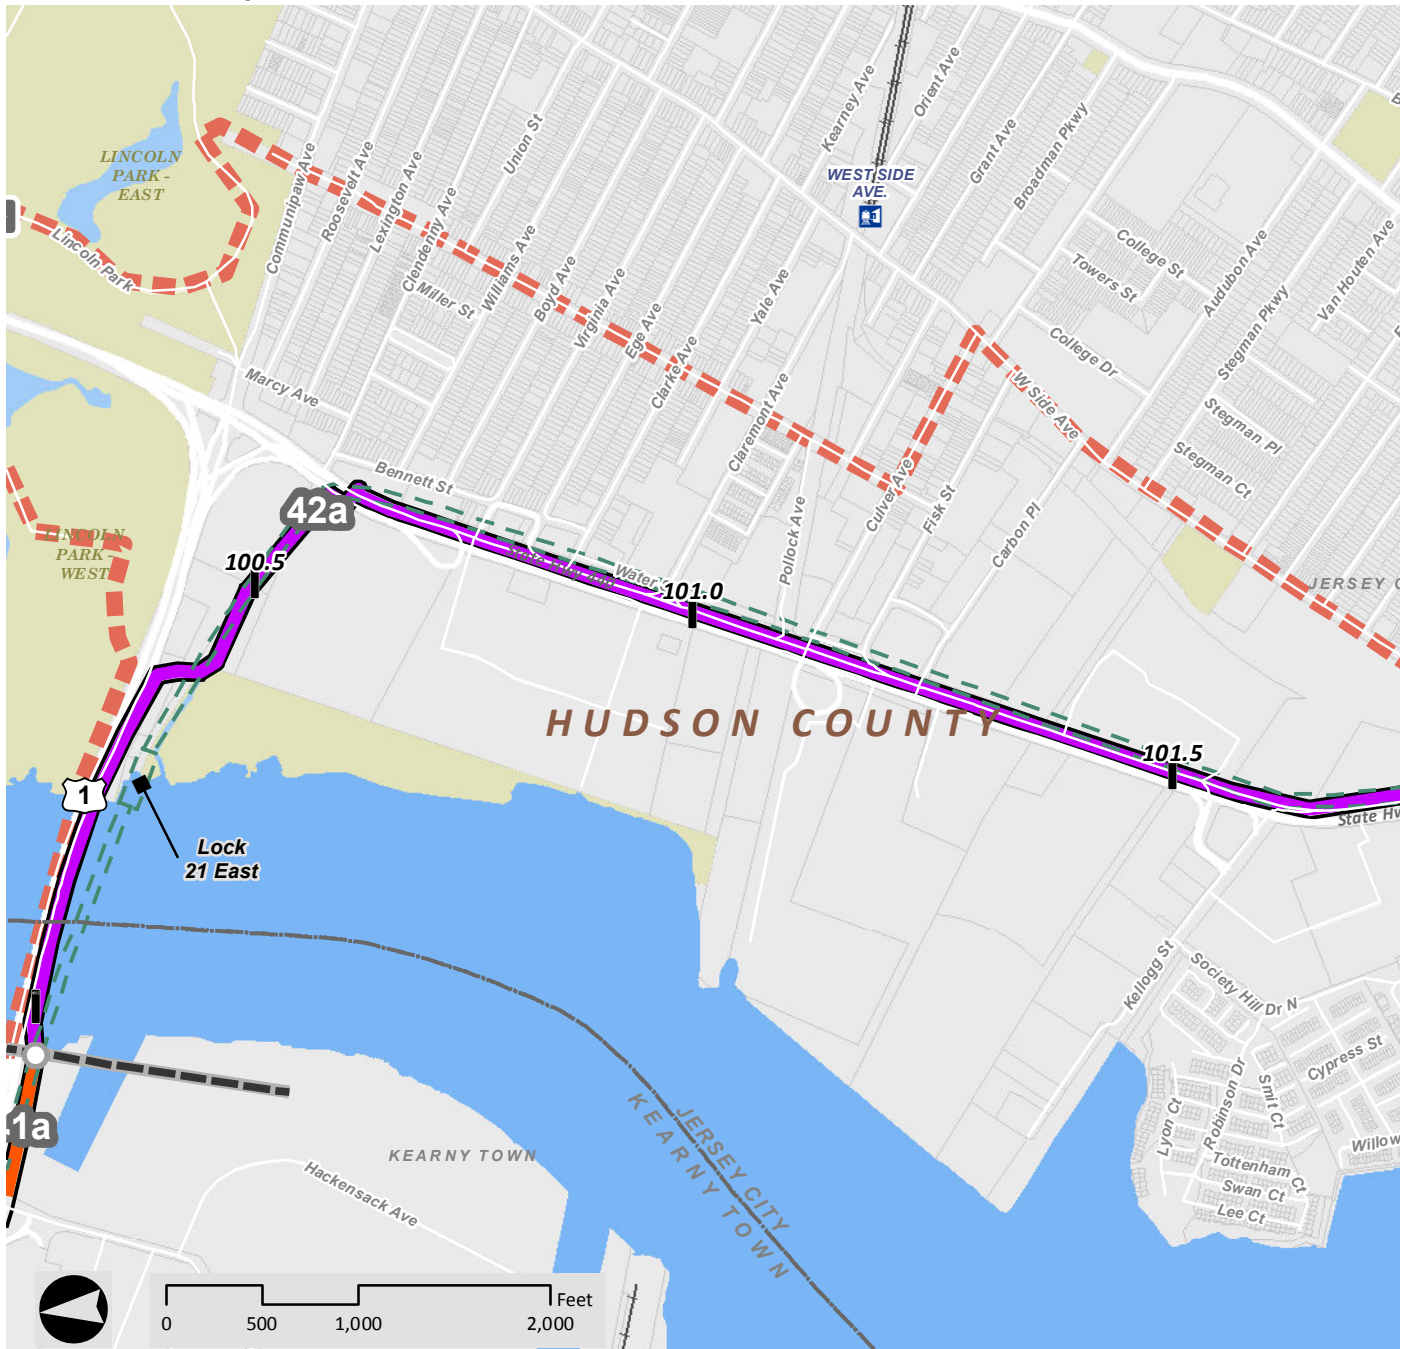 Kearney Ave
Orient Ave
Grant Ave
Broadman Pkwy
Union St
LINCOLN
PARK -
EAST
Communipaw Ave
Roosevelt Ave
Lexington Ave
Clendenny Ave
WEST SIDE
AVE.
Lincoln Park
Miller St
Williams Ave
Boyd Ave
Virginia Ave
Ege Ave
Clarke Ave
Yale Ave
College St
Towers St
Audubon Ave
Van Houten Ave
Stegman Pkwy
College Dr
Marcy Ave
W Side Ave
Claremont Ave
Stegman Pl
Stegman Ct
Bennett St
42a
Culver Ave
Fisk St
Carbon Pl
Pollock Ave
LINCOLN
PARK -
WEST
100.5
Water
101.0
JERSEY C
HUDSON COUNTY
101.5
1
State Hw
Lock
21 East
Kellogg St
Society Hill Dr N
Cypress St
Smit Ct
Robinson Dr
Lyon Ct
Willow
Tottenham Ct
Swan Ct
Lee Ct
1a
KEARNY TOWN
Hackensack Ave
JERSEY CITY
KEARNY TOWN
Feet
0 500 1,000 2,000